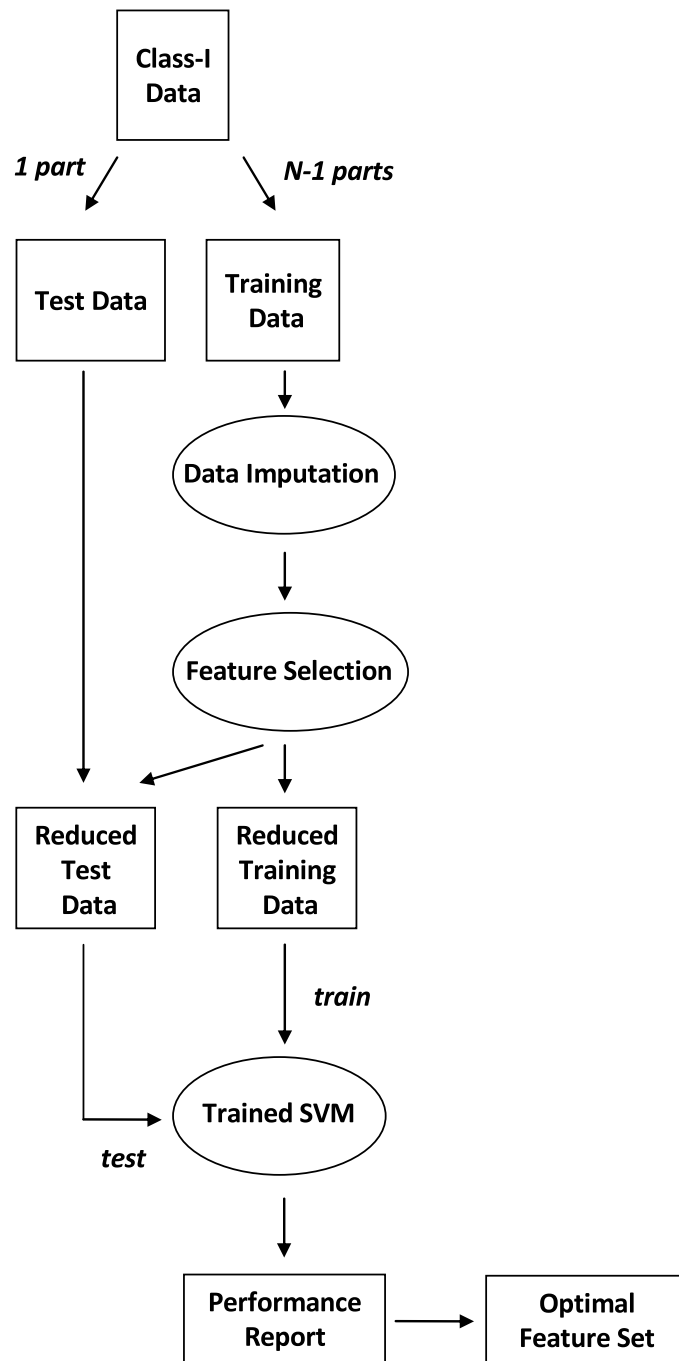 Class-I
Data
1 part
N-1 parts
Test Data
Training
Data
Data Imputation
Feature Selection
Reduced
Test
Data
Reduced
Training
Data
train
Trained SVM
test
Performance
Report
Optimal
Feature Set